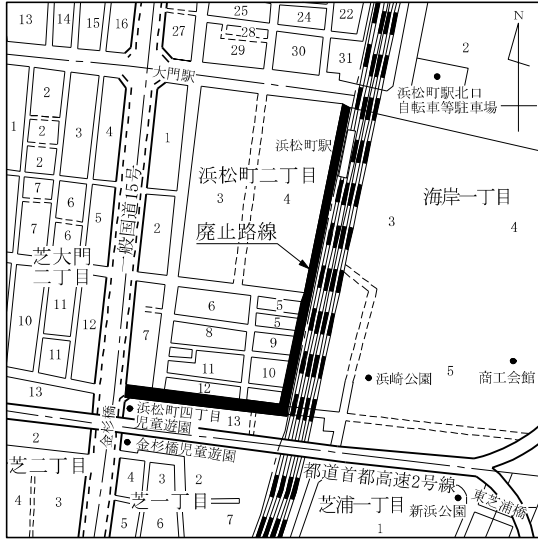 13
14
15
16
27
25
28
29
24
30
22
31
2
N
大門駅
浜松町駅北口
自転車等駐車場
2
1
2
3
4
2
1
浜松町駅
浜松町二丁目
3
4
海岸一丁目
3
4
一般国道15号
7
6
5
7
6
2
廃止路線
芝大門
二丁目
10
11
12
11
7
6
8
11
12
5
5
9
10
浜崎公園
5
商工会館
13
金杉橋
浜松町四丁目
児童遊園
13
2
金杉橋児童遊園
都道首都高速2号線
芝二丁目
4
3
芝一丁目
3
4
2
5
6
7
芝浦一丁目
新浜公園
東芝浦橋
1